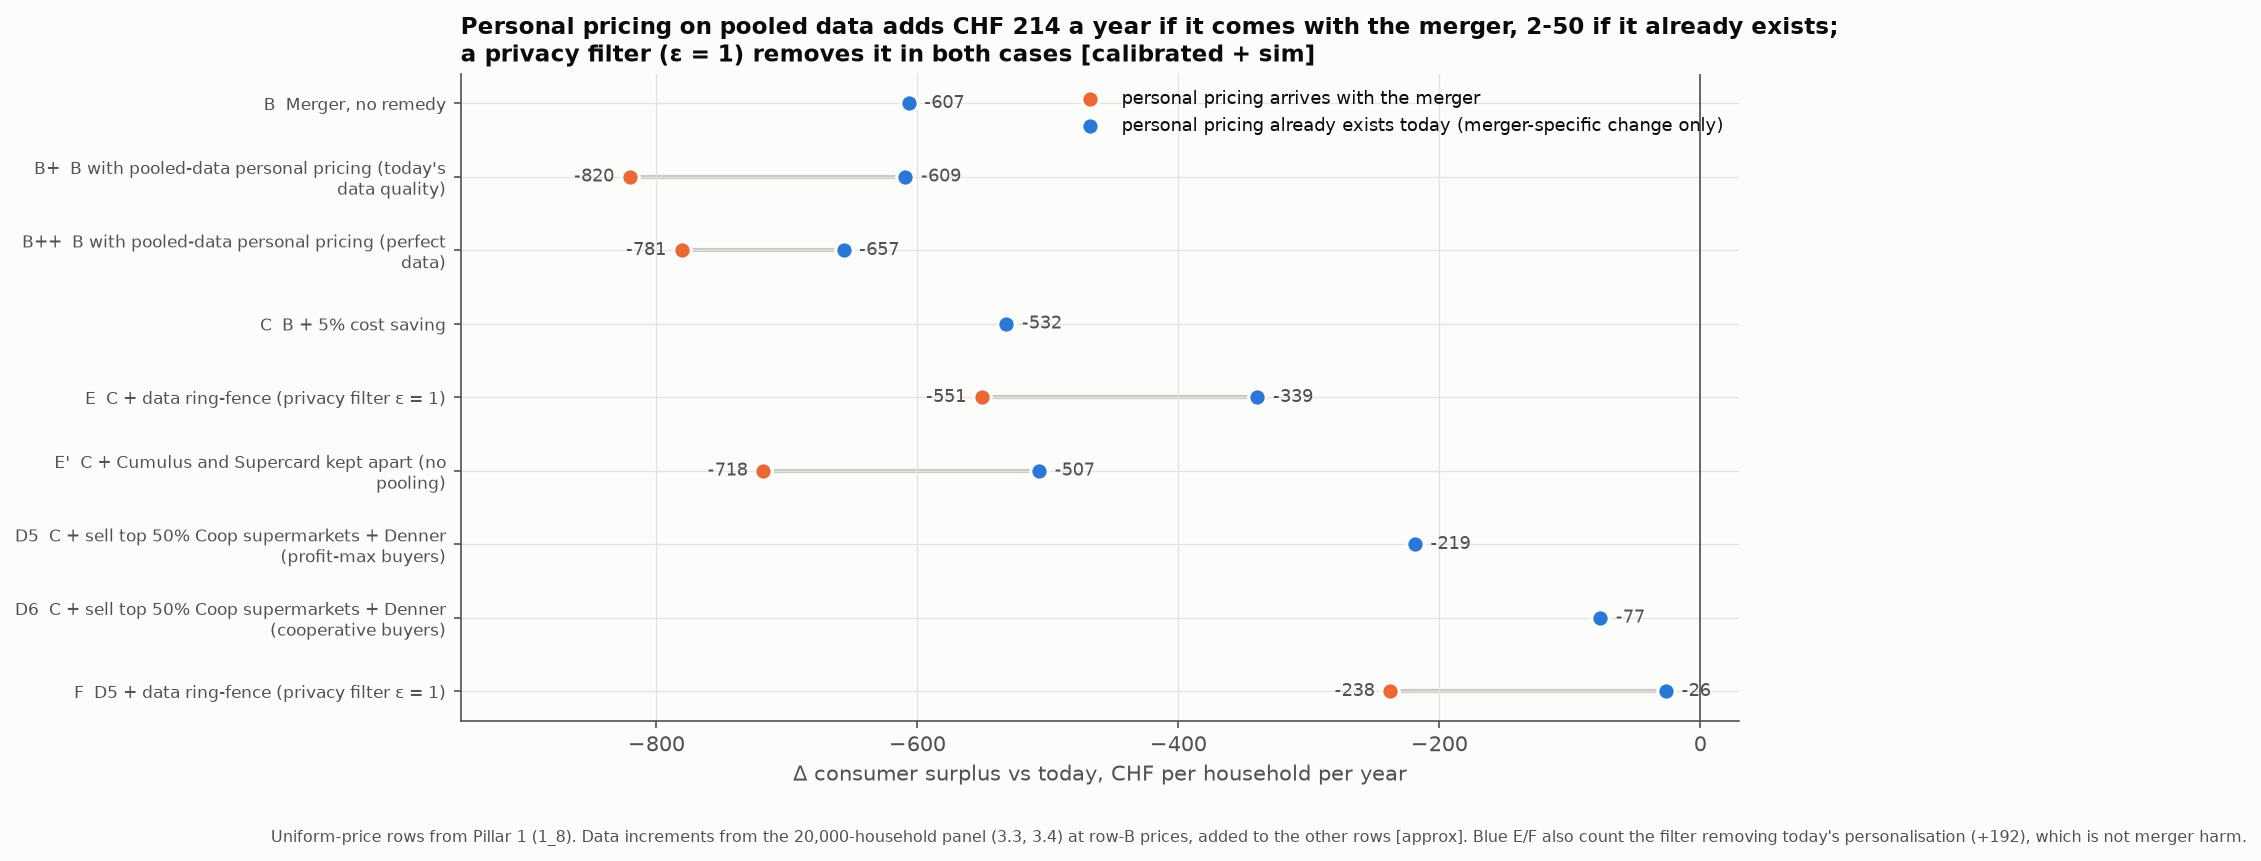 Personal pricing on pooled data adds CHF 214 a year if it comes with the merger, 2-50 if it already exists;
a privacy filter (ε = 1) removes it in both cases [calibrated + sim]
personal pricing arrives with the merger
personal pricing already exists today (merger-specific change only)
B  Merger, no remedy
-607
B+  B with pooled-data personal pricing (today's
data quality)
-820
-609
B++  B with pooled-data personal pricing (perfect
data)
-781
-657
C  B + 5% cost saving
-532
E  C + data ring-fence (privacy filter ε = 1)
-551
-339
E'  C + Cumulus and Supercard kept apart (no
pooling)
-718
-507
D5  C + sell top 50% Coop supermarkets + Denner
(profit-max buyers)
-219
D6  C + sell top 50% Coop supermarkets + Denner
(cooperative buyers)
-77
F  D5 + data ring-fence (privacy filter ε = 1)
-238
-26
−800
−600
−400
−200
0
Δ consumer surplus vs today, CHF per household per year
Uniform-price rows from Pillar 1 (1_8). Data increments from the 20,000-household panel (3.3, 3.4) at row-B prices, added to the other rows [approx]. Blue E/F also count the filter removing today's personalisation (+192), which is not merger harm.